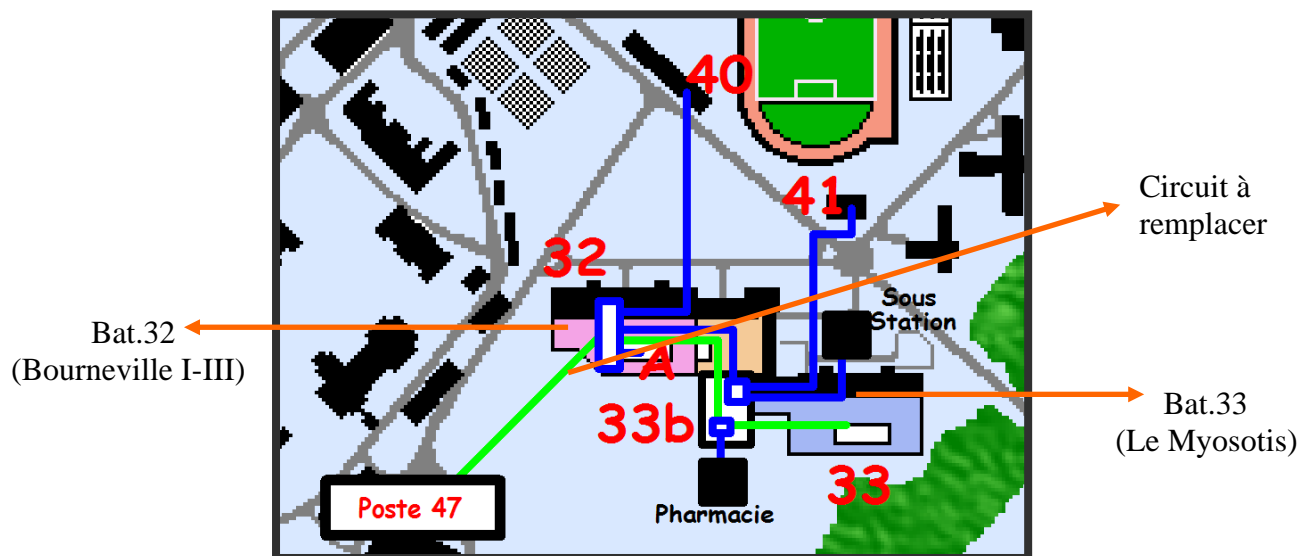 40
41
Circuit à
remplacer
32
Sous
Station
Bat.32
(Bourneville I-III)
A
33b
Bat.33
(Le Myosotis)
33
Poste 47
Pharmacie